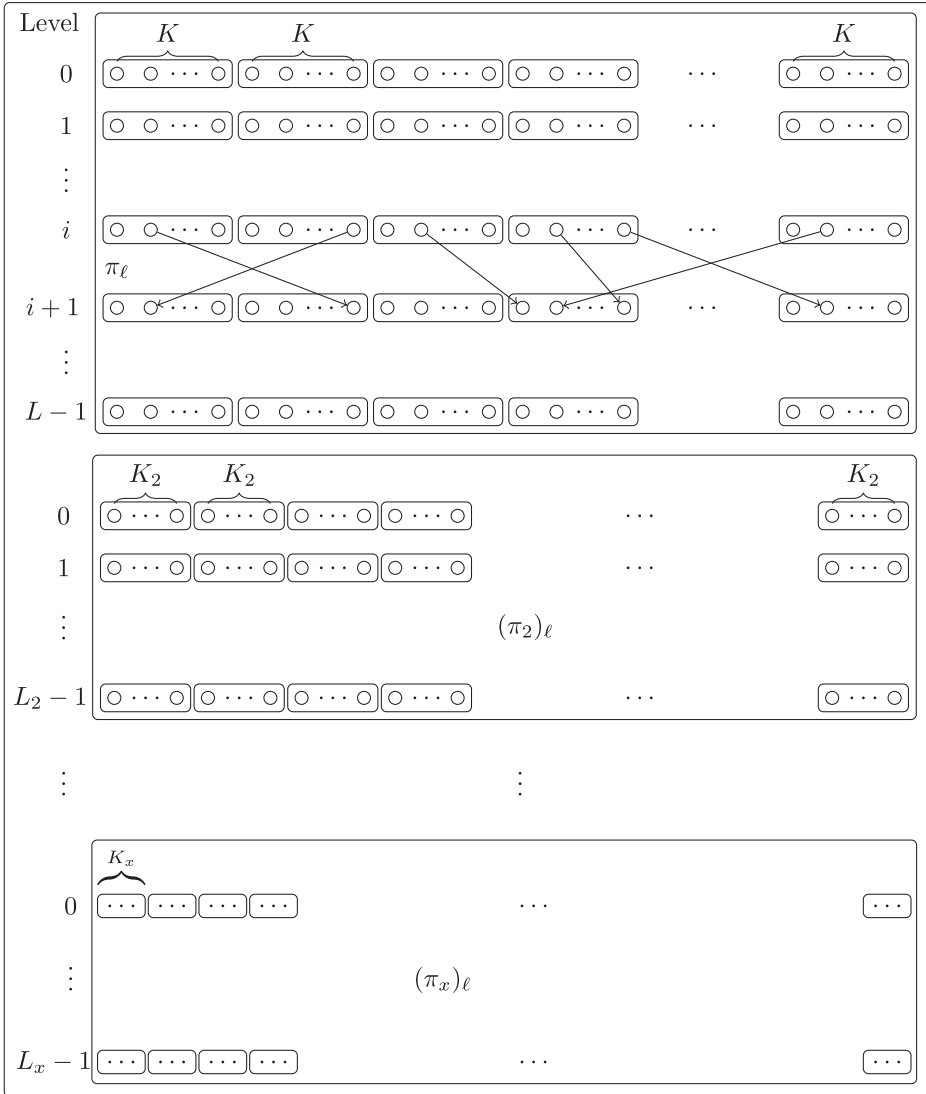 Level
K K K
0 ⋯ ⋯ ⋯ ⋯ ⋯ ⋯
1 ⋯ ⋯ ⋯ ⋯ ⋯ ⋯
⋮
i ⋯ ⋯ ⋯ ⋯ ⋯ ⋯
π_ℓ
i + 1 ⋯ ⋯ ⋯ ⋯ ⋯ ⋯
⋮
L − 1 ⋯ ⋯ ⋯ ⋯ ⋯
K_2 K_2 K_2
0 ⋯ ⋯ ⋯ ⋯ ⋯ ⋯
1 ⋯ ⋯ ⋯ ⋯ ⋯ ⋯
⋮ (π_2)_ℓ
L_2 − 1 ⋯ ⋯ ⋯ ⋯ ⋯ ⋯
⋮ ⋮
K_x
0 ⋯ ⋯ ⋯ ⋯ ⋯ ⋯
⋮ (π_x)_ℓ
L_x − 1 ⋯ ⋯ ⋯ ⋯ ⋯ ⋯